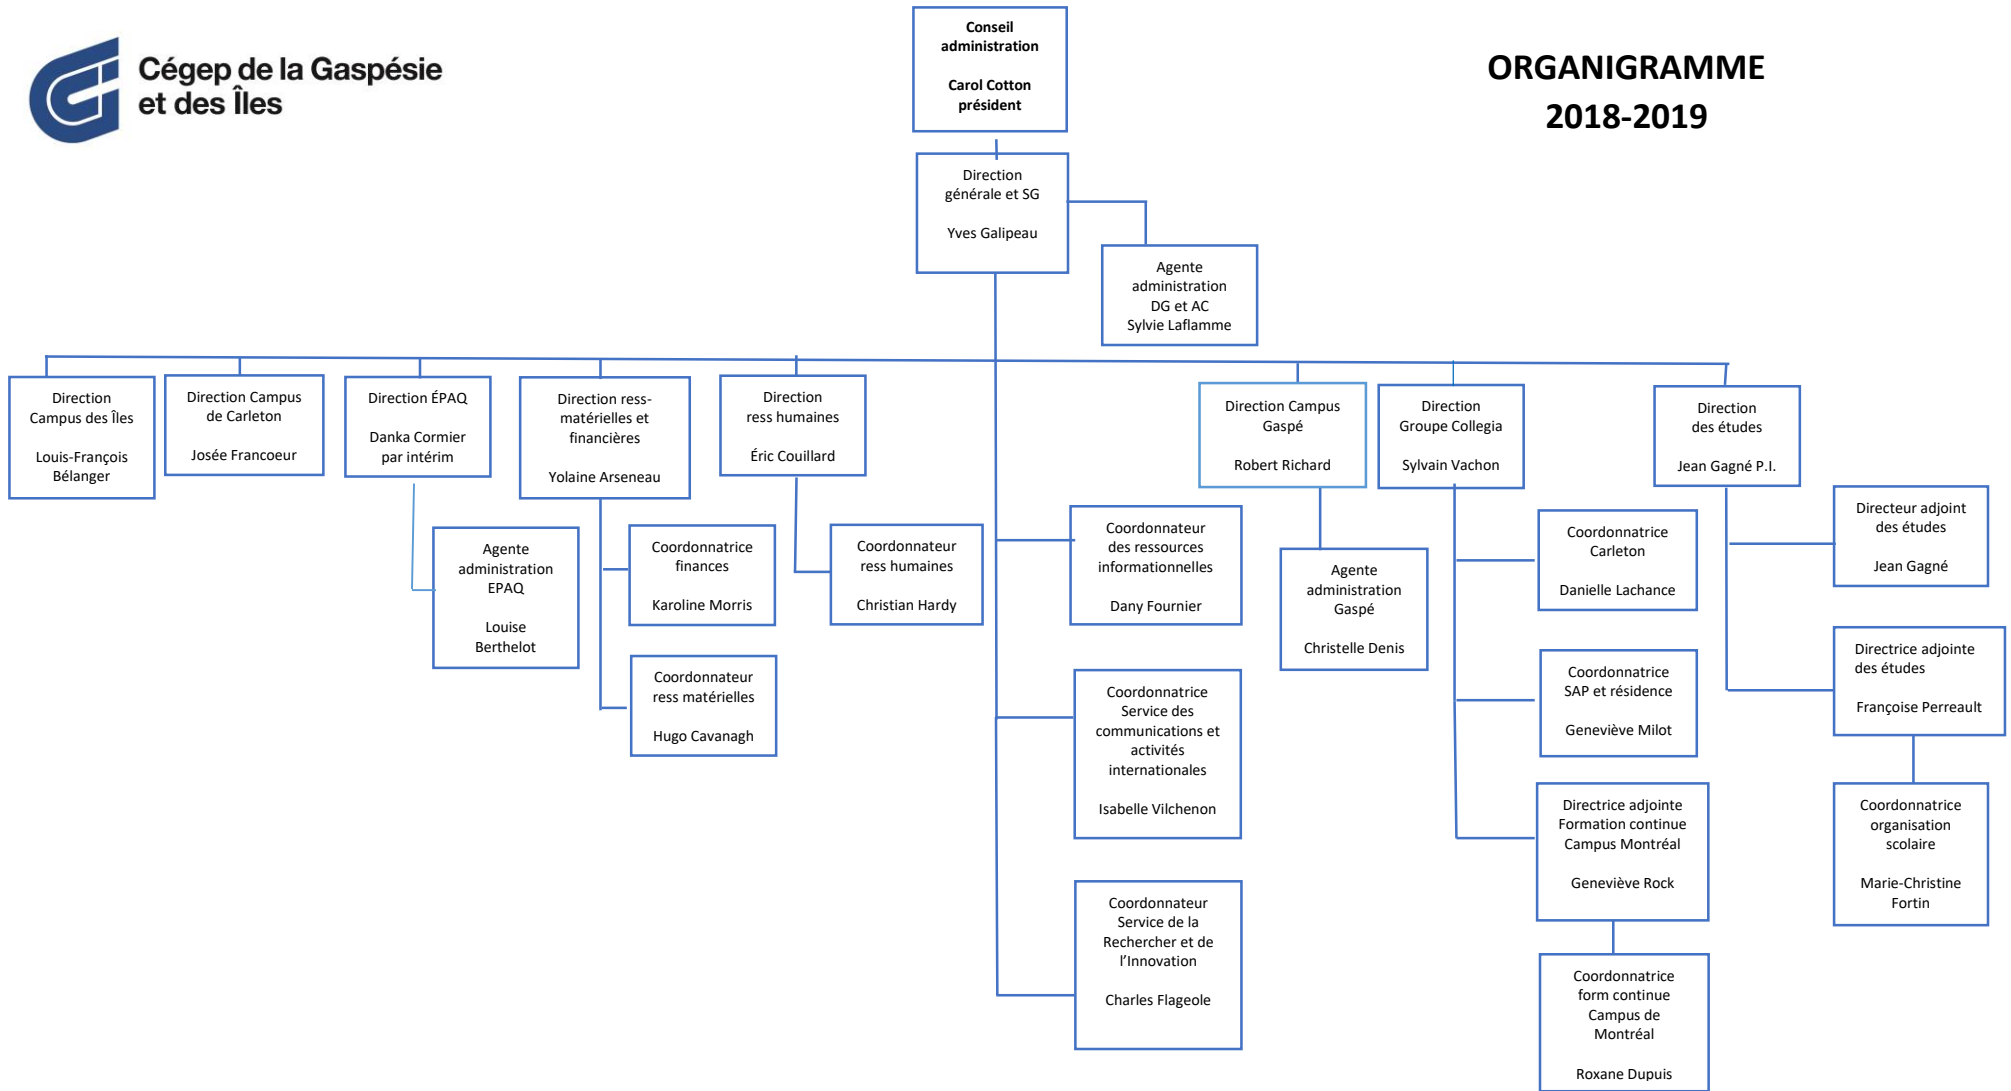 Cégep de la Gaspésie
et des Îles
ORGANIGRAMME
2018-2019
Conseil
administration
Carol Cotton
président
Direction
générale et SG
Yves Galipeau
Agente
administration
DG et AC
Sylvie Laflamme
Direction
Campus des Îles
Louis-François
Bélanger
Direction Campus
de Carleton
Josée Francoeur
Direction ÉPAQ
Danka Cormier
par intérim
Direction ress-
matérielles et
financières
Yolaine Arseneau
Direction
ress humaines
Éric Couillard
Direction Campus
Gaspé
Robert Richard
Direction
Groupe Collegia
Sylvain Vachon
Direction
des études
Jean Gagné P.I.
Agente
administration
EPAQ
Louise
Berthelot
Coordonnatrice
finances
Karoline Morris
Coordonnateur
ress matérielles
Hugo Cavanagh
Coordonnateur
ress humaines
Christian Hardy
Coordonnateur
des ressources
informationnelles
Dany Fournier
Coordonnatrice
Service des
communications et
activités
internationales
Isabelle Vilchenon
Coordonnateur
Service de la
Rechercher et de
l'Innovation
Charles Flageole
Agente
administration
Gaspé
Christelle Denis
Coordonnatrice
Carleton
Danielle Lachance
Coordonnatrice
SAP et résidence
Geneviève Milot
Directrice adjointe
Formation continue
Campus Montréal
Geneviève Rock
Coordonnatrice
form continue
Campus de
Montréal
Roxane Dupuis
Directeur adjoint
des études
Jean Gagné
Directrice adjointe
des études
Françoise Perreault
Coordonnatrice
organisation
scolaire
Marie-Christine
Fortin